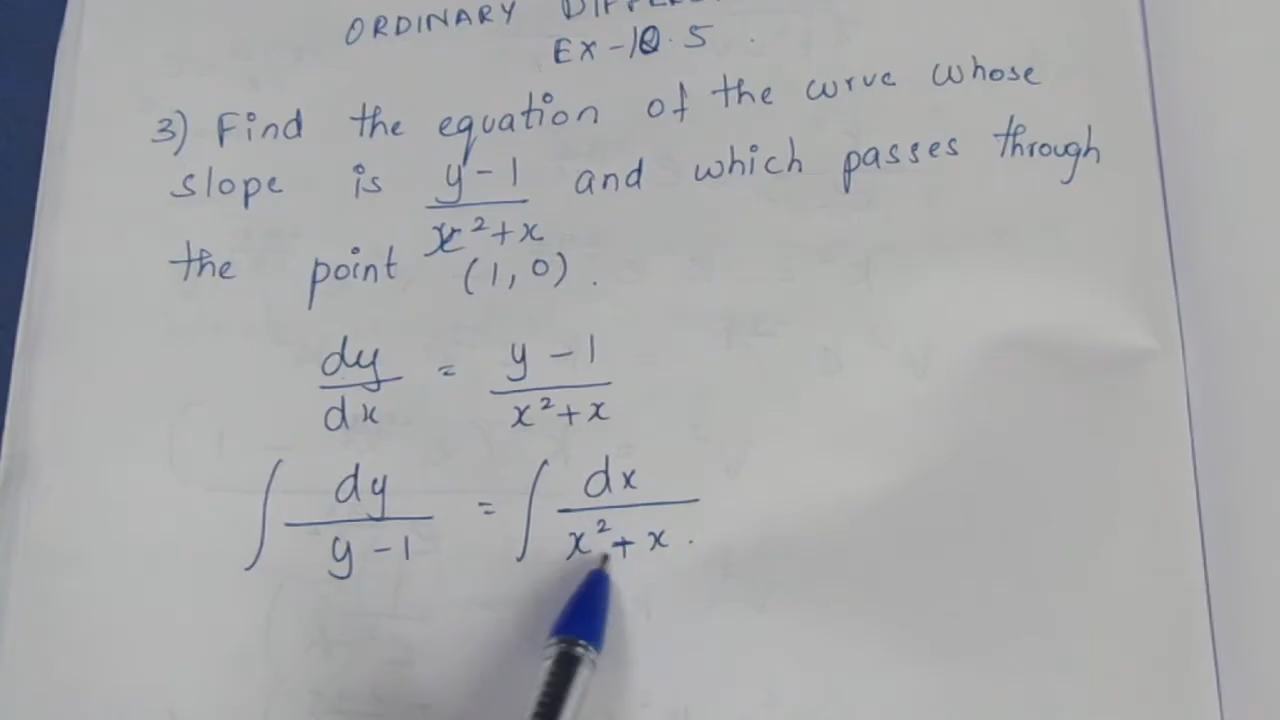 ORDINARY
Ex-10.5
3) Find the equation of the curve whose
slope is y-1/x²+x and which passes through
the point (1,0).
dy/dx = y-1/x²+x
∫ dy/y-1 = ∫ dx/x²+x.